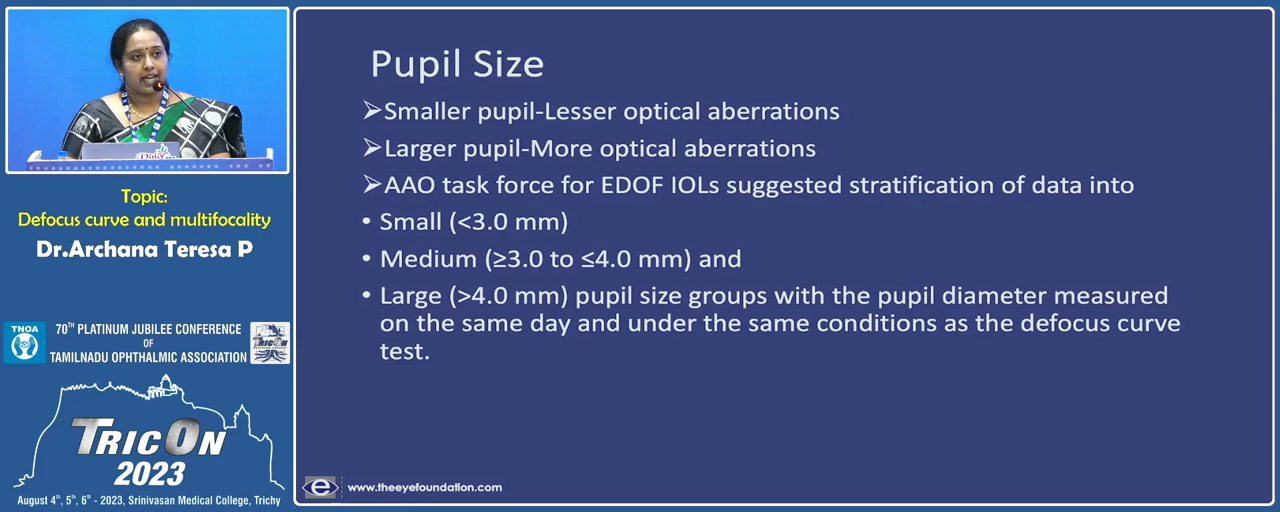 Topic:
Defocus curve and multifocality
Dr.Archana Teresa P
TNOA
70TH PLATINUM JUBILEE CONFERENCE
OF
TAMILNADU OPHTHALMIC ASSOCIATION
TRICON
TRICON
2023
August 4th, 5th, 6th - 2023, Srinivasan Medical College, Trichy
Pupil Size
➢Smaller pupil-Lesser optical aberrations
➢Larger pupil-More optical aberrations
➢AAO task force for EDOF IOLs suggested stratification of data into
• Small (<3.0 mm)
• Medium (≥3.0 to ≤4.0 mm) and
• Large (>4.0 mm) pupil size groups with the pupil diameter measured
on the same day and under the same conditions as the defocus curve
test.
e
www.theeyefoundation.com